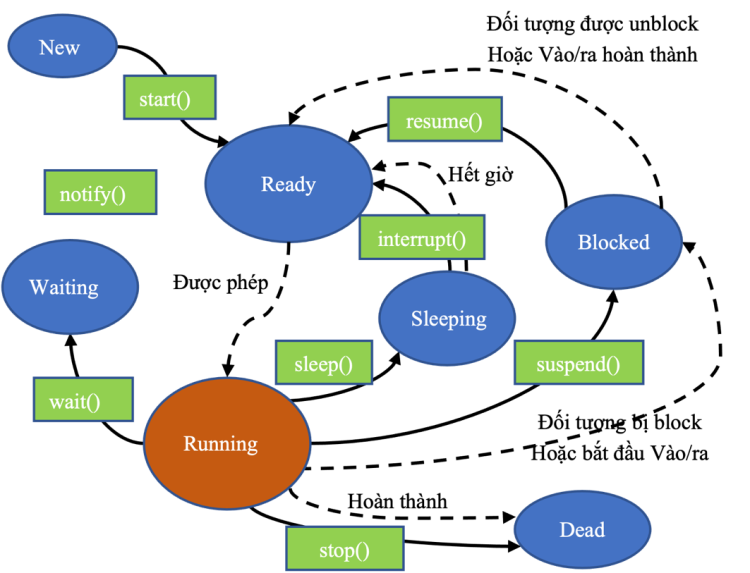 Đối tượng được unblock
Hoặc Vào/ra hoàn thành
New
start()
resume()
Ready
Hết giờ
notify()
interrupt()
Blocked
Được phép
Waiting
Sleeping
sleep()
suspend()
wait()
Running
Đối tượng bị block
Hoặc bắt đầu Vào/ra
Hoàn thành
Dead
stop()